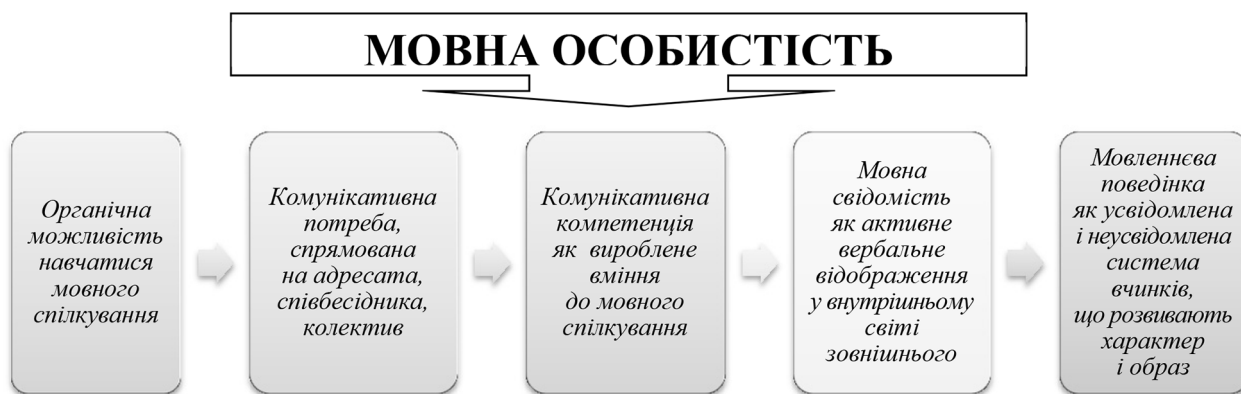 МОВНА ОСОБИСТІСТЬ
Органічна
можливість
навчатися
мовного
спілкування
Комунікативна
потреба,
спрямована
на адресата,
співбесідника,
колектив
Комунікативна
компетенція
як вироблене
вміння
до мовного
спілкування
Мовна
свідомість
як активне
вербальне
відображення
у внутрішньому
світі
зовнішнього
Мовленнєва
поведінка
як усвідомлена
і неусвідомлена
система
вчинків,
що розвивають
характер
і образ